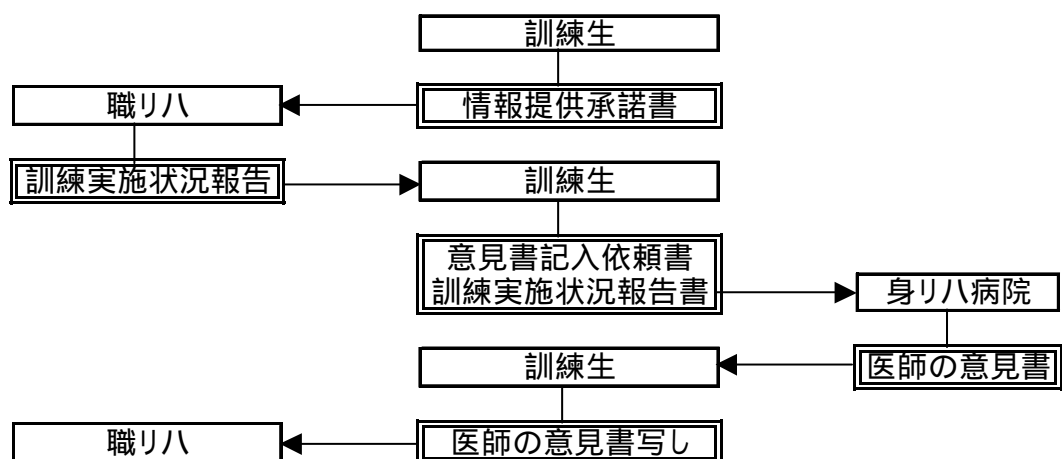 訓練生
職リハ
情報提供承諾書
訓練実施状況報告
訓練生
意見書記入依頼書
訓練実施状況報告書
身リハ病院
訓練生
医師の意見書
職リハ
医師の意見書写し